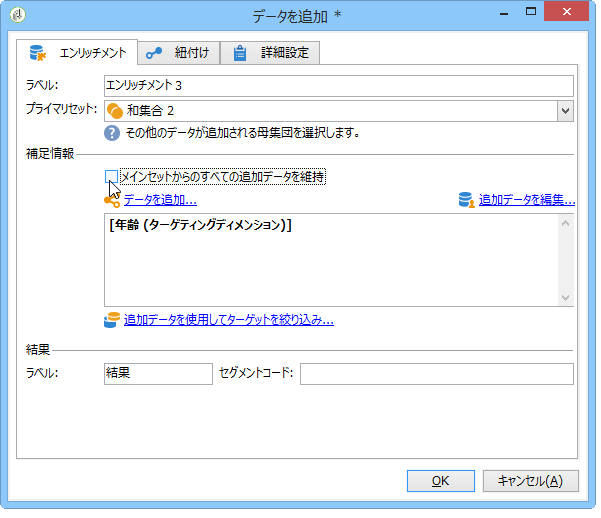 データを追加 *
エンリッチメント 紐付け 詳細設定
ラベル: エンリッチメント 3
プライマリセット: 和集合 2
? その他のデータが追加される母集団を選択します。
補足情報
メインセットからのすべての追加データを維持
データを追加... 追加データを編集...
[年齢 (ターゲティングディメンション)]
追加データを使用してターゲットを絞り込み...
結果
ラベル: 結果 セグメントコード:
OK キャンセル(A)